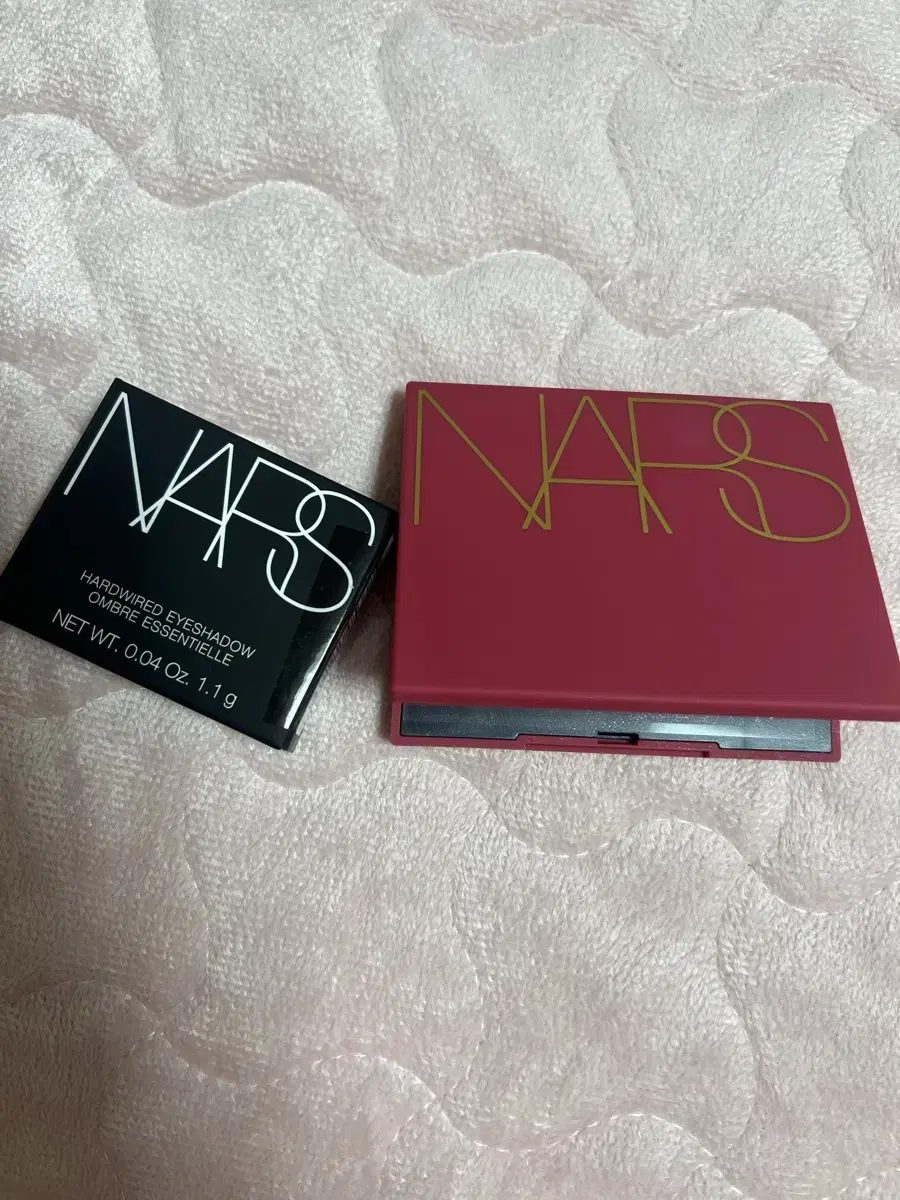 NARS
HARDWIRED EYESHADOW
OMBRE ESSENTIELLE
NET WT. 0.04 Oz. 1.1 g
NARS